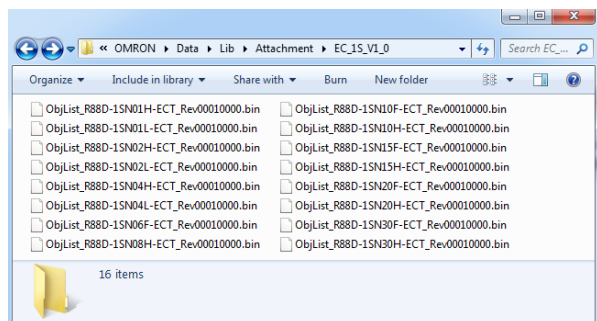 « OMRON ▸ Data ▸ Lib ▸ Attachment ▸ EC_1S_V1_0
Search EC_...
Organize ▾ Include in library ▾ Share with ▾ Burn New folder
ObjList_R88D-1SN01H-ECT_Rev00010000.bin
ObjList_R88D-1SN01L-ECT_Rev00010000.bin
ObjList_R88D-1SN02H-ECT_Rev00010000.bin
ObjList_R88D-1SN02L-ECT_Rev00010000.bin
ObjList_R88D-1SN04H-ECT_Rev00010000.bin
ObjList_R88D-1SN04L-ECT_Rev00010000.bin
ObjList_R88D-1SN06F-ECT_Rev00010000.bin
ObjList_R88D-1SN08H-ECT_Rev00010000.bin
ObjList_R88D-1SN10F-ECT_Rev00010000.bin
ObjList_R88D-1SN10H-ECT_Rev00010000.bin
ObjList_R88D-1SN15F-ECT_Rev00010000.bin
ObjList_R88D-1SN15H-ECT_Rev00010000.bin
ObjList_R88D-1SN20F-ECT_Rev00010000.bin
ObjList_R88D-1SN20H-ECT_Rev00010000.bin
ObjList_R88D-1SN30F-ECT_Rev00010000.bin
ObjList_R88D-1SN30H-ECT_Rev00010000.bin
16 items